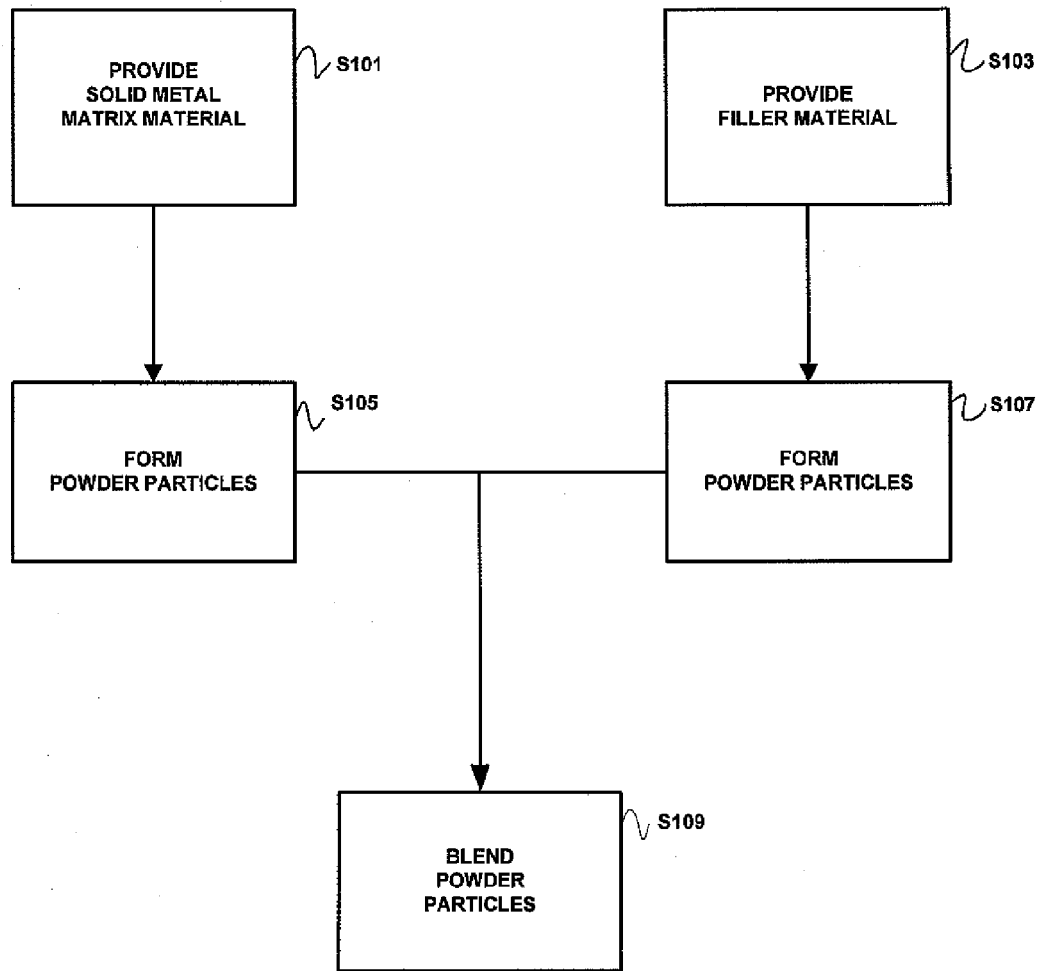 PROVIDE
SOLID METAL
MATRIX MATERIAL
S101
PROVIDE
FILLER MATERIAL
S103
FORM
POWDER PARTICLES
S105
FORM
POWDER PARTICLES
S107
BLEND
POWDER
PARTICLES
S109